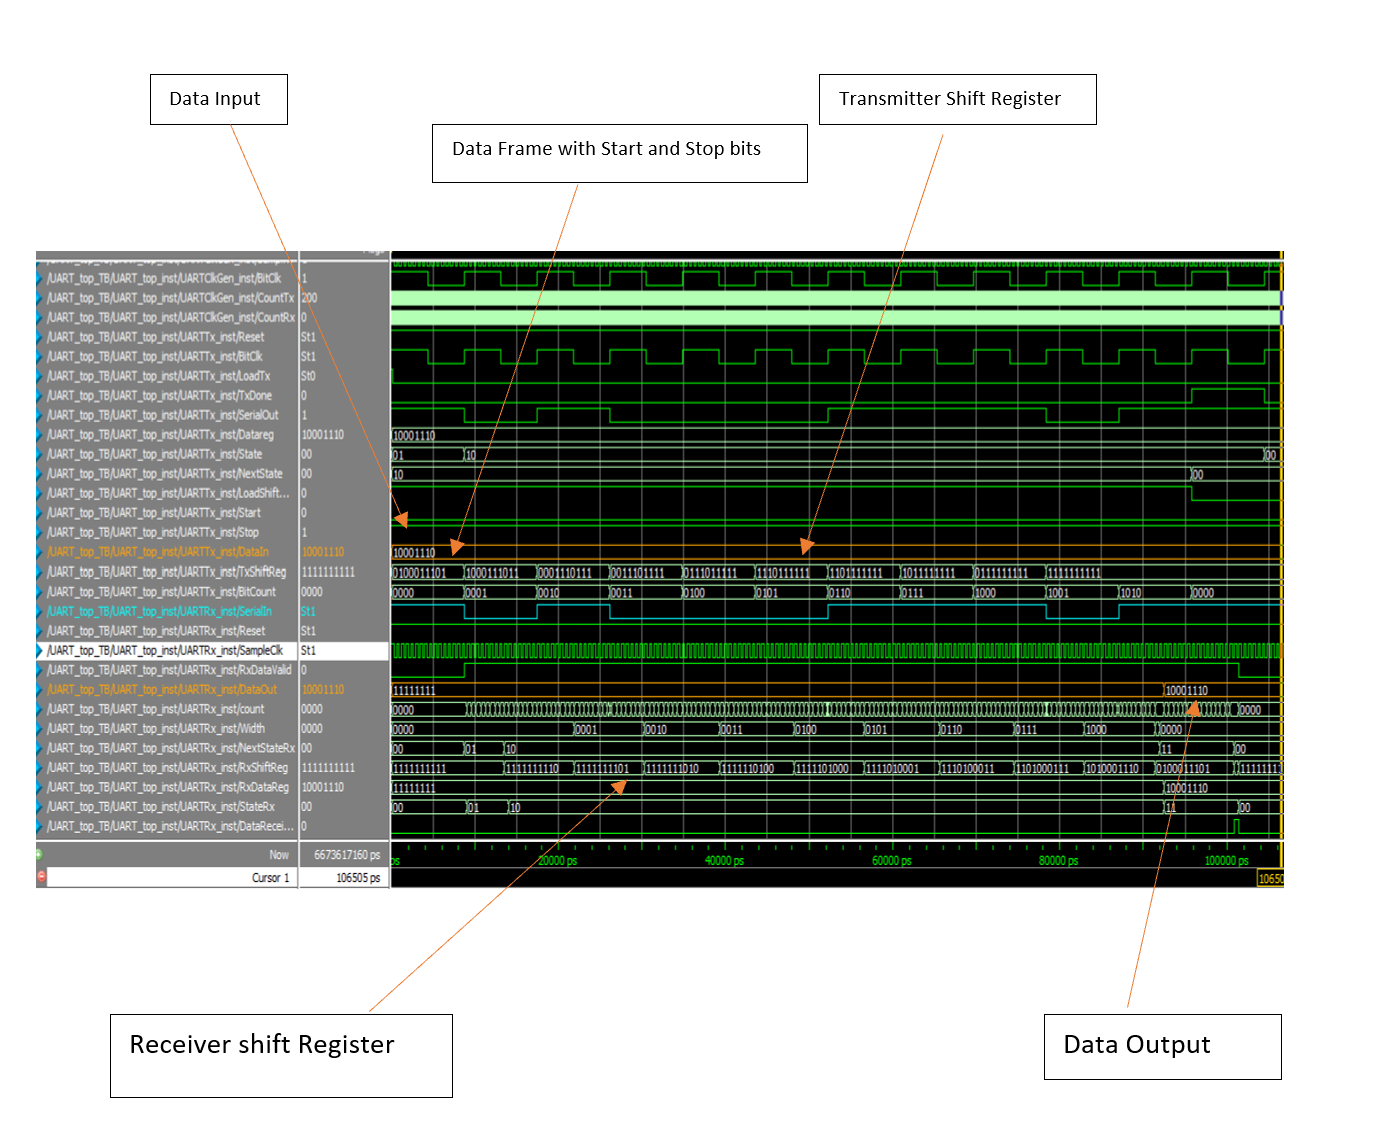 Data Input
Transmitter Shift Register
Data Frame with Start and Stop bits
/UART_top_TB/UART_top_inst/UARTClkGen_inst/BitClk 1
/UART_top_TB/UART_top_inst/UARTClkGen_inst/CountTx 200
/UART_top_TB/UART_top_inst/UARTClkGen_inst/CountRx 0
/UART_top_TB/UART_top_inst/UARTTx_inst/Reset St1
/UART_top_TB/UART_top_inst/UARTTx_inst/BitClk St1
/UART_top_TB/UART_top_inst/UARTTx_inst/LoadTx St0
/UART_top_TB/UART_top_inst/UARTTx_inst/TxDone 0
/UART_top_TB/UART_top_inst/UARTTx_inst/SerialOut 1
/UART_top_TB/UART_top_inst/UARTTx_inst/Datareg 10001110 10001110
/UART_top_TB/UART_top_inst/UARTTx_inst/State 00 01 10 00
/UART_top_TB/UART_top_inst/UARTTx_inst/NextState 00 10 00
/UART_top_TB/UART_top_inst/UARTTx_inst/LoadShift... 0
/UART_top_TB/UART_top_inst/UARTTx_inst/Start 0
/UART_top_TB/UART_top_inst/UARTTx_inst/Stop 1
/UART_top_TB/UART_top_inst/UARTTx_inst/DataIn 10001110 10001110
/UART_top_TB/UART_top_inst/UARTTx_inst/TxShiftReg 1111111111 0100011101 1000111011 0001110111 0011101111 0111011111 1110111111 1101111111 1011111111 0111111111 1111111111
/UART_top_TB/UART_top_inst/UARTTx_inst/BitCount 0000 0000 0001 0010 0011 0100 0101 0110 0111 1000 1001 1010 0000
/UART_top_TB/UART_top_inst/UARTRx_inst/SerialIn St1
/UART_top_TB/UART_top_inst/UARTRx_inst/Reset St1
/UART_top_TB/UART_top_inst/UARTRx_inst/SampleClk St1
/UART_top_TB/UART_top_inst/UARTRx_inst/RxDataValid 0
/UART_top_TB/UART_top_inst/UARTRx_inst/DataOut 10001110 11111111 10001110
/UART_top_TB/UART_top_inst/UARTRx_inst/count 0000 0000 0000
/UART_top_TB/UART_top_inst/UARTRx_inst/Width 0000 0000 0001 0010 0011 0100 0101 0110 0111 1000 0000
/UART_top_TB/UART_top_inst/UARTRx_inst/NextStateRx 00 00 01 10 11 00
/UART_top_TB/UART_top_inst/UARTRx_inst/RxShiftReg 1111111111 1111111111 1111111110 1111111101 1111111010 1111110100 1111101000 1111010001 1110100011 1101000111 1010001110 0100011101 11111111
/UART_top_TB/UART_top_inst/UARTRx_inst/RxDataReg 10001110 11111111 10001110
/UART_top_TB/UART_top_inst/UARTRx_inst/StateRx 00 00 01 10 11 00
/UART_top_TB/UART_top_inst/UARTRx_inst/DataRecei... 0
Now 6673617160 ps ps 20000 ps 40000 ps 60000 ps 80000 ps 100000 ps
Cursor 1 106505 ps 10650
Receiver shift Register
Data Output